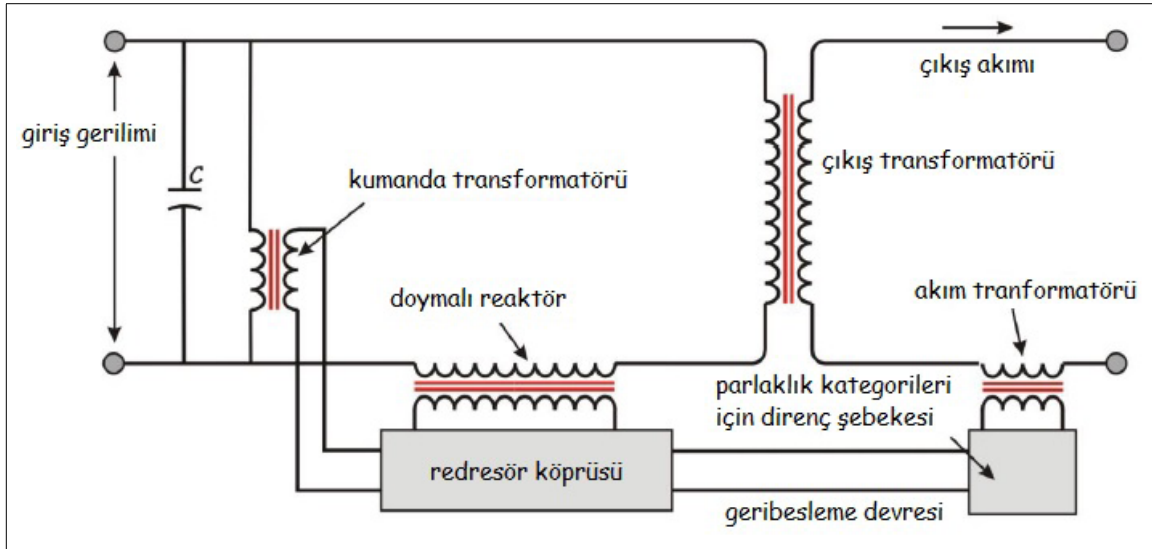 çıkış akımı
giriş gerilimi
C
kumanda transformatörü
çıkış transformatörü
doymalı reaktör
akım tranformatörü
parlaklık kategorileri
için direnç şebekesi
redresör köprüsü
geribesleme devresi